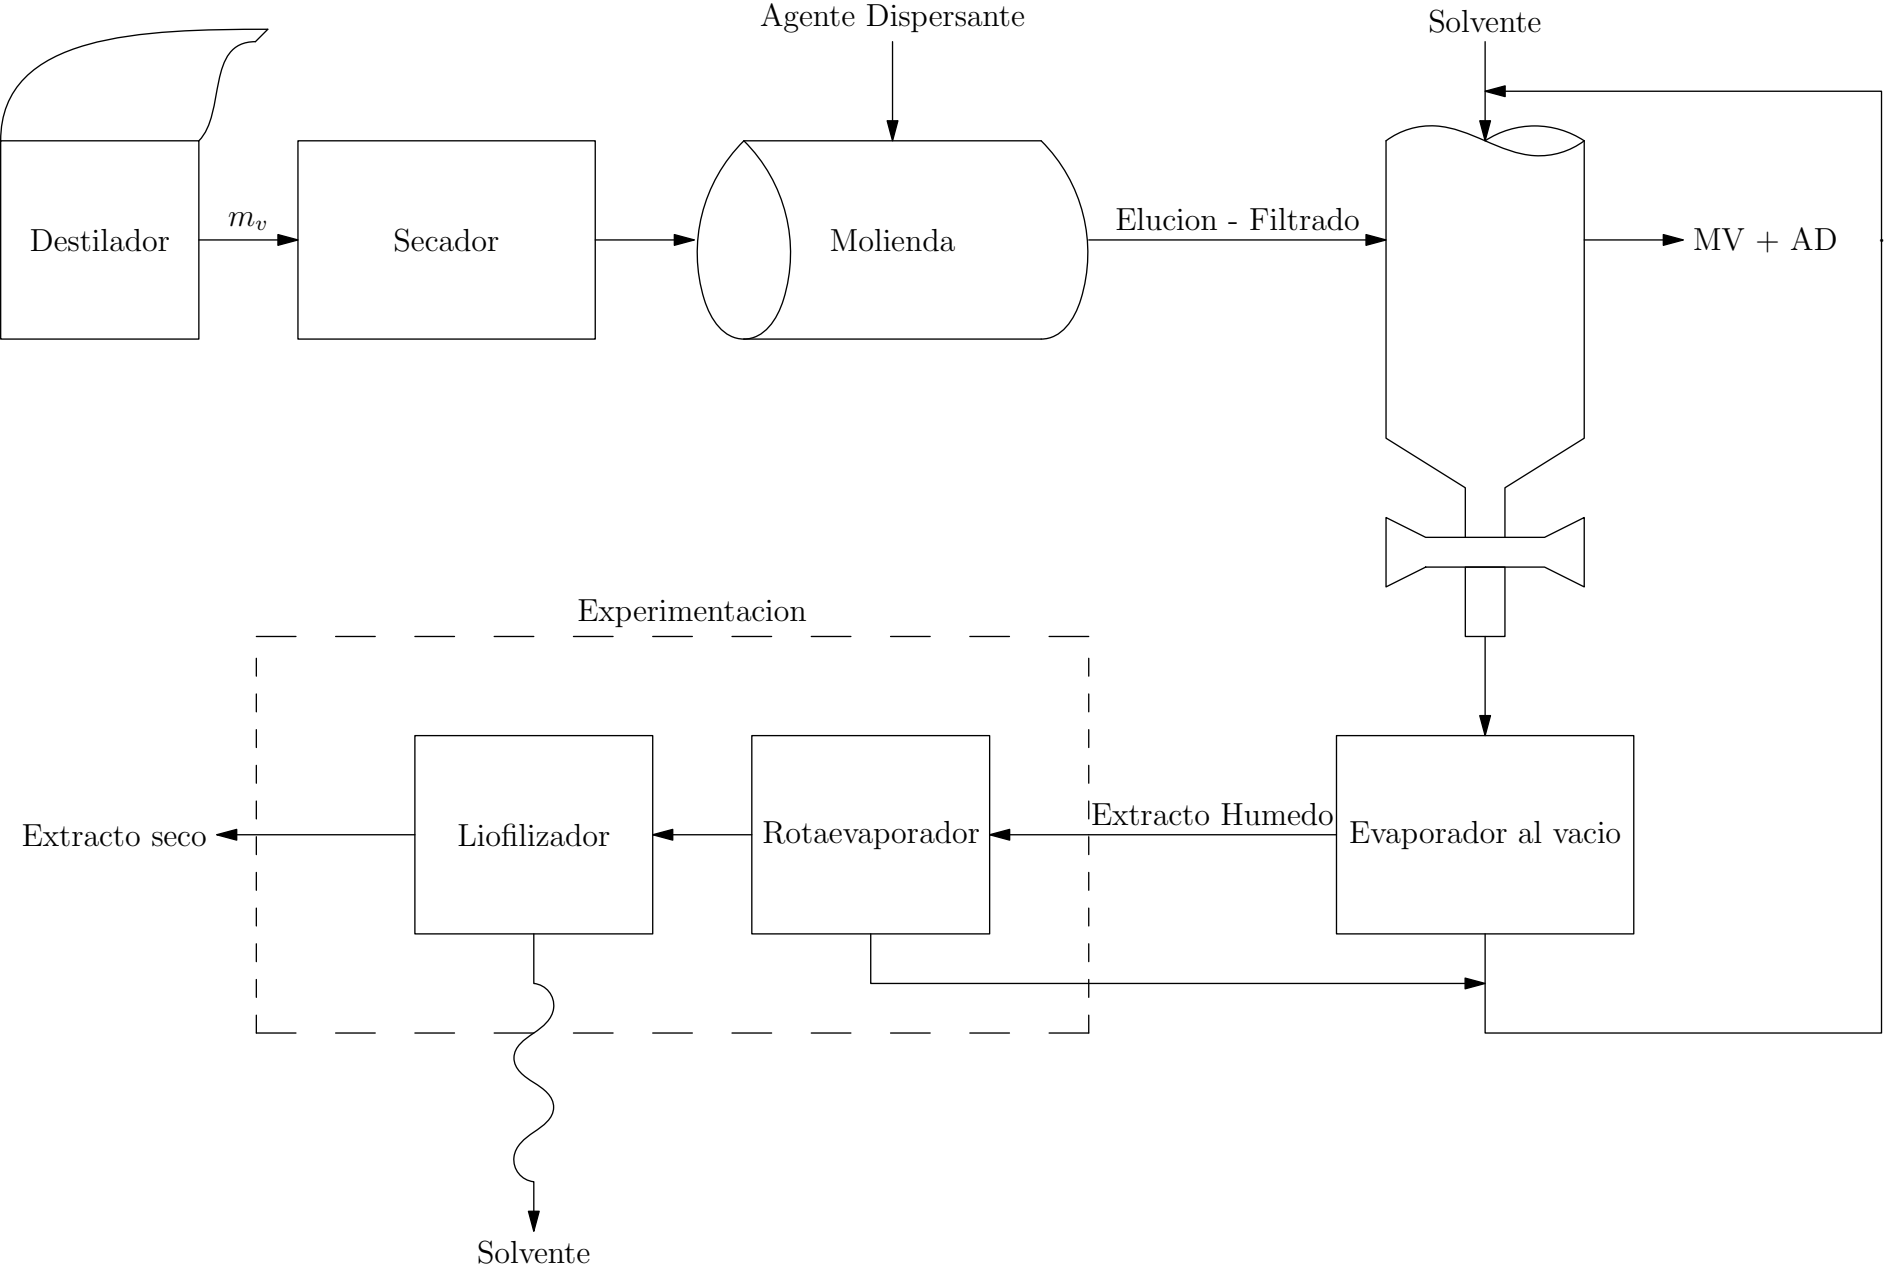 Agente Dispersante
Solvente
Destilador
m_v
Secador
Molienda
Elucion - Filtrado
MV + AD
Experimentacion
Extracto seco
Liofilizador
Rotaevaporador
Extracto Humedo
Evaporador al vacio
Solvente